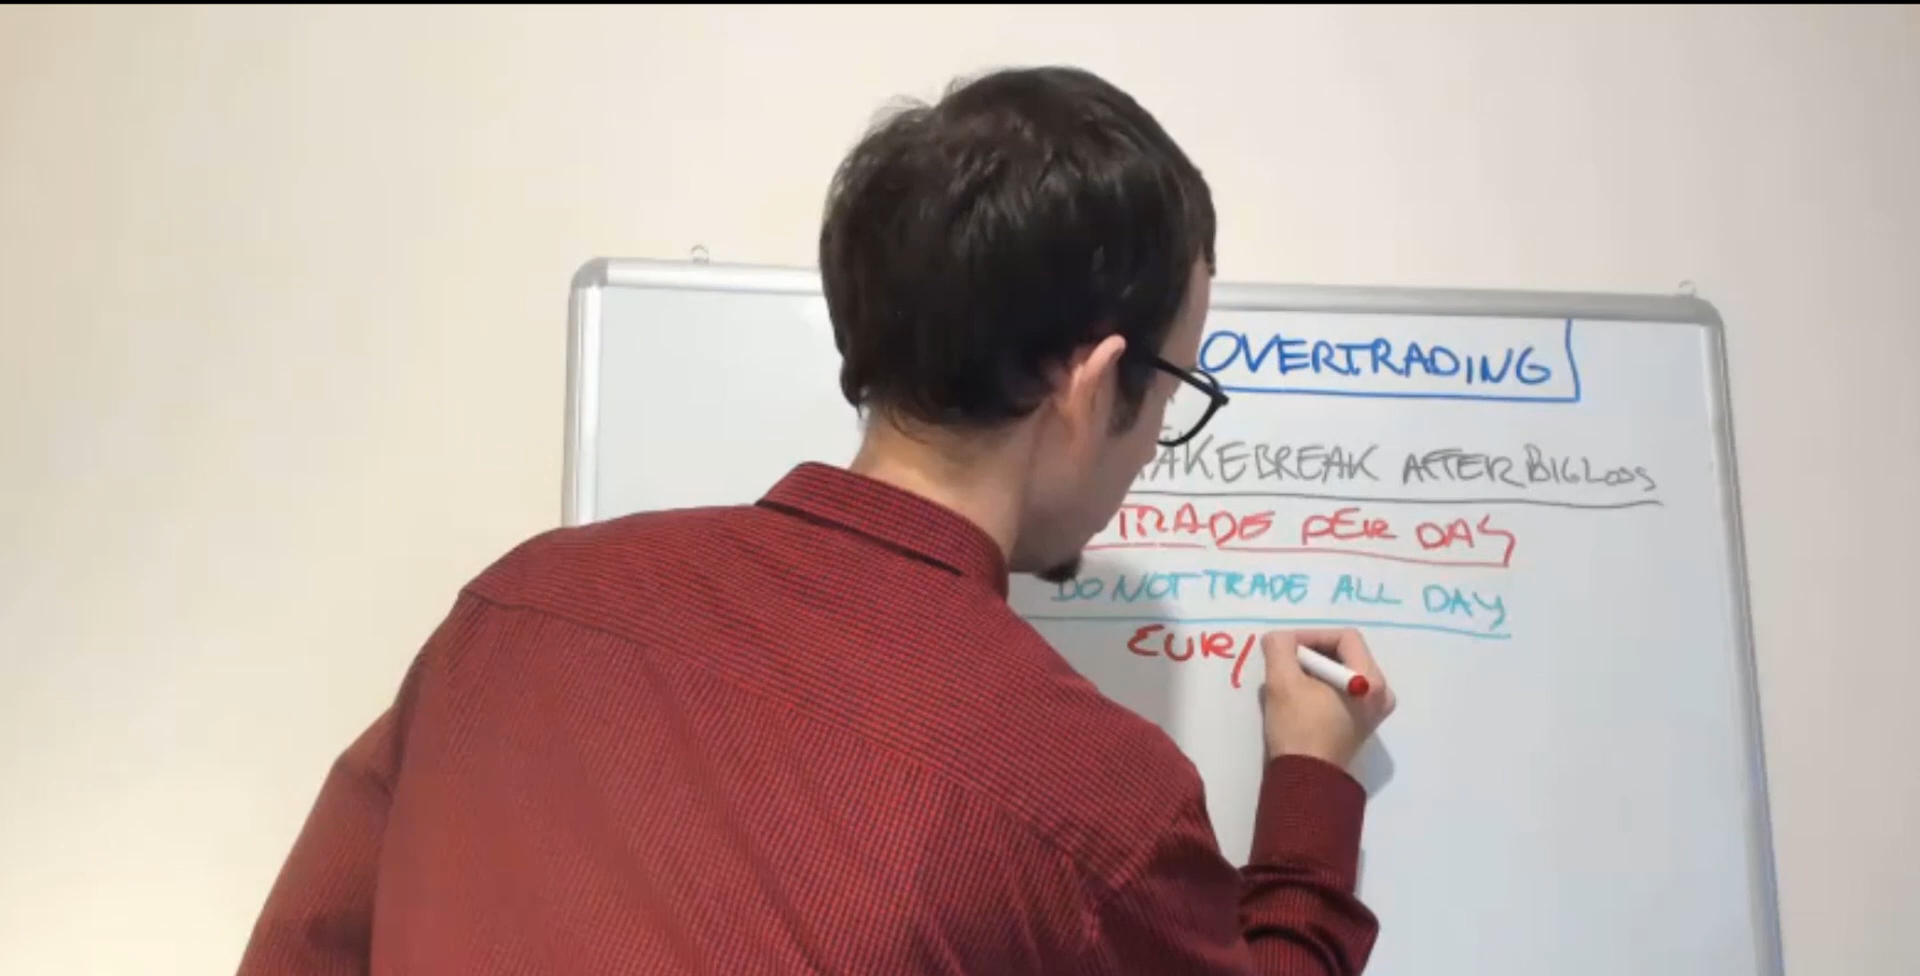 OVERTRADING
TAKE BREAK AFTER BIG LOSS
TRADE PER DAY
DO NOT TRADE ALL DAY
EUR/